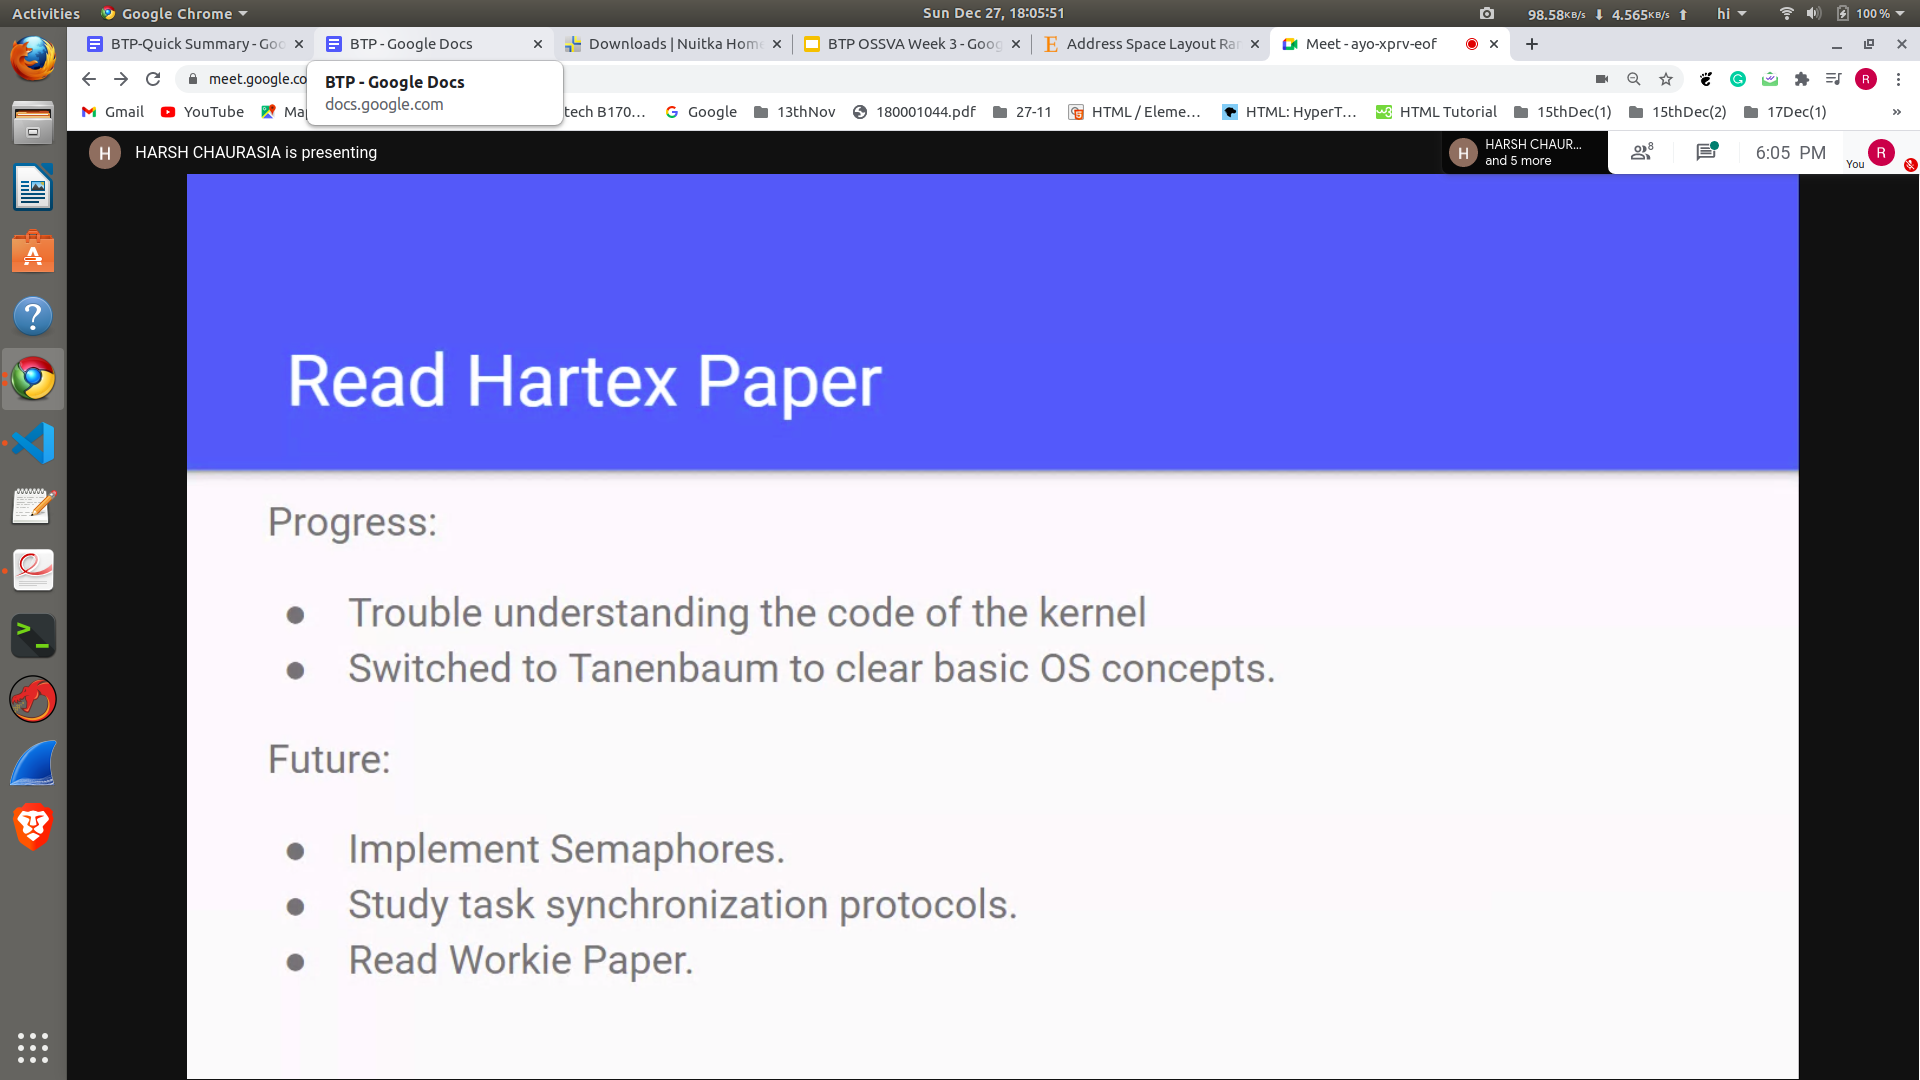 Activities Google Chrome Sun Dec 27, 18:05:51 98.58KB/s 4.565KB/s hi 100 %
BTP-Quick Summary - Goo BTP - Google Docs Downloads | Nuitka Home BTP OSSVA Week 3 - Goog Address Space Layout Ran Meet - ayo-xprv-eof
meet.google.co
BTP - Google Docs
docs.google.com
Gmail YouTube Ma tech B170... Google 13thNov 180001044.pdf 27-11 HTML / Eleme... HTML: HyperT... HTML Tutorial 15thDec(1) 15thDec(2) 17Dec(1) »
H HARSH CHAURASIA is presenting
H HARSH CHAUR...
and 5 more
8 6:05 PM You R
Read Hartex Paper
Progress:
● Trouble understanding the code of the kernel
● Switched to Tanenbaum to clear basic OS concepts.
Future:
● Implement Semaphores.
● Study task synchronization protocols.
● Read Workie Paper.